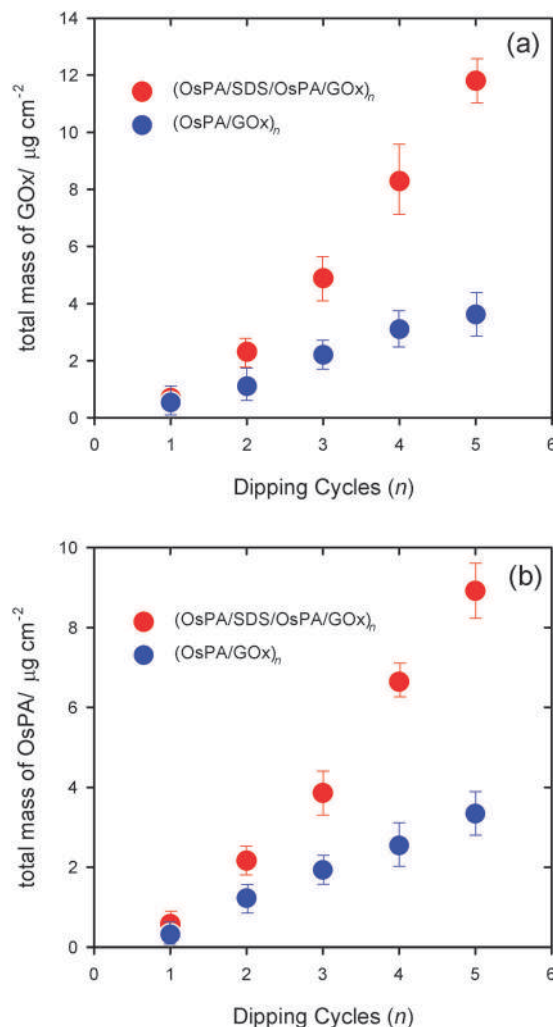 (a)
14
12
10
8
6
4
2
0
(OsPA/SDS/OsPA/GOx)n
(OsPA/GOx)n
total mass of GOx/ μg cm−2
0 1 2 3 4 5 6
Dipping Cycles (n)
(b)
10
8
6
4
2
0
(OsPA/SDS/OsPA/GOx)n
(OsPA/GOx)n
total mass of OsPA/ μg cm−2
0 1 2 3 4 5 6
Dipping Cycles (n)